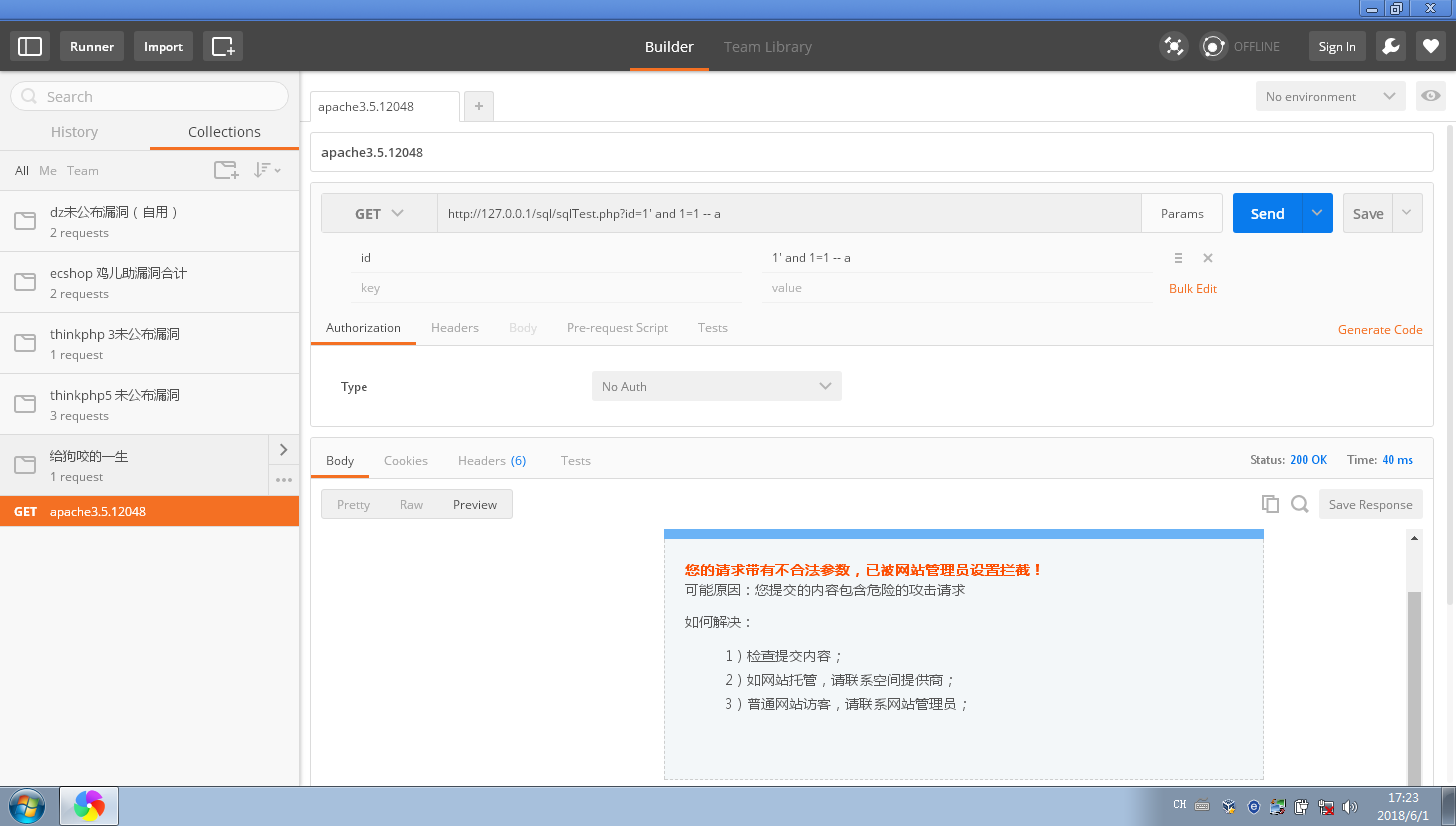 Runner
Import
Builder
Team Library
OFFLINE
Sign In
Search
History
Collections
All Me Team
dz未公布漏洞（自用）
2 requests
ecshop 鸡儿助漏洞合计
2 requests
thinkphp 3未公布漏洞
1 request
thinkphp5 未公布漏洞
3 requests
给狗咬的一生
1 request
GET apache3.5.12048
apache3.5.12048
No environment
apache3.5.12048
GET
http://127.0.0.1/sql/sqlTest.php?id=1' and 1=1 -- a
Params
Send
Save
id
1' and 1=1 -- a
key
value
Bulk Edit
Authorization
Headers
Body
Pre-request Script
Tests
Generate Code
Type
No Auth
Body
Cookies
Headers (6)
Tests
Status: 200 OK
Time: 40 ms
Pretty
Raw
Preview
Save Response
您的请求带有不合法参数，已被网站管理员设置拦截！
可能原因：您提交的内容包含危险的攻击请求
如何解决：
1）检查提交内容；
2）如网站托管，请联系空间提供商；
3）普通网站访客，请联系网站管理员；
CH
17:23
2018/6/1